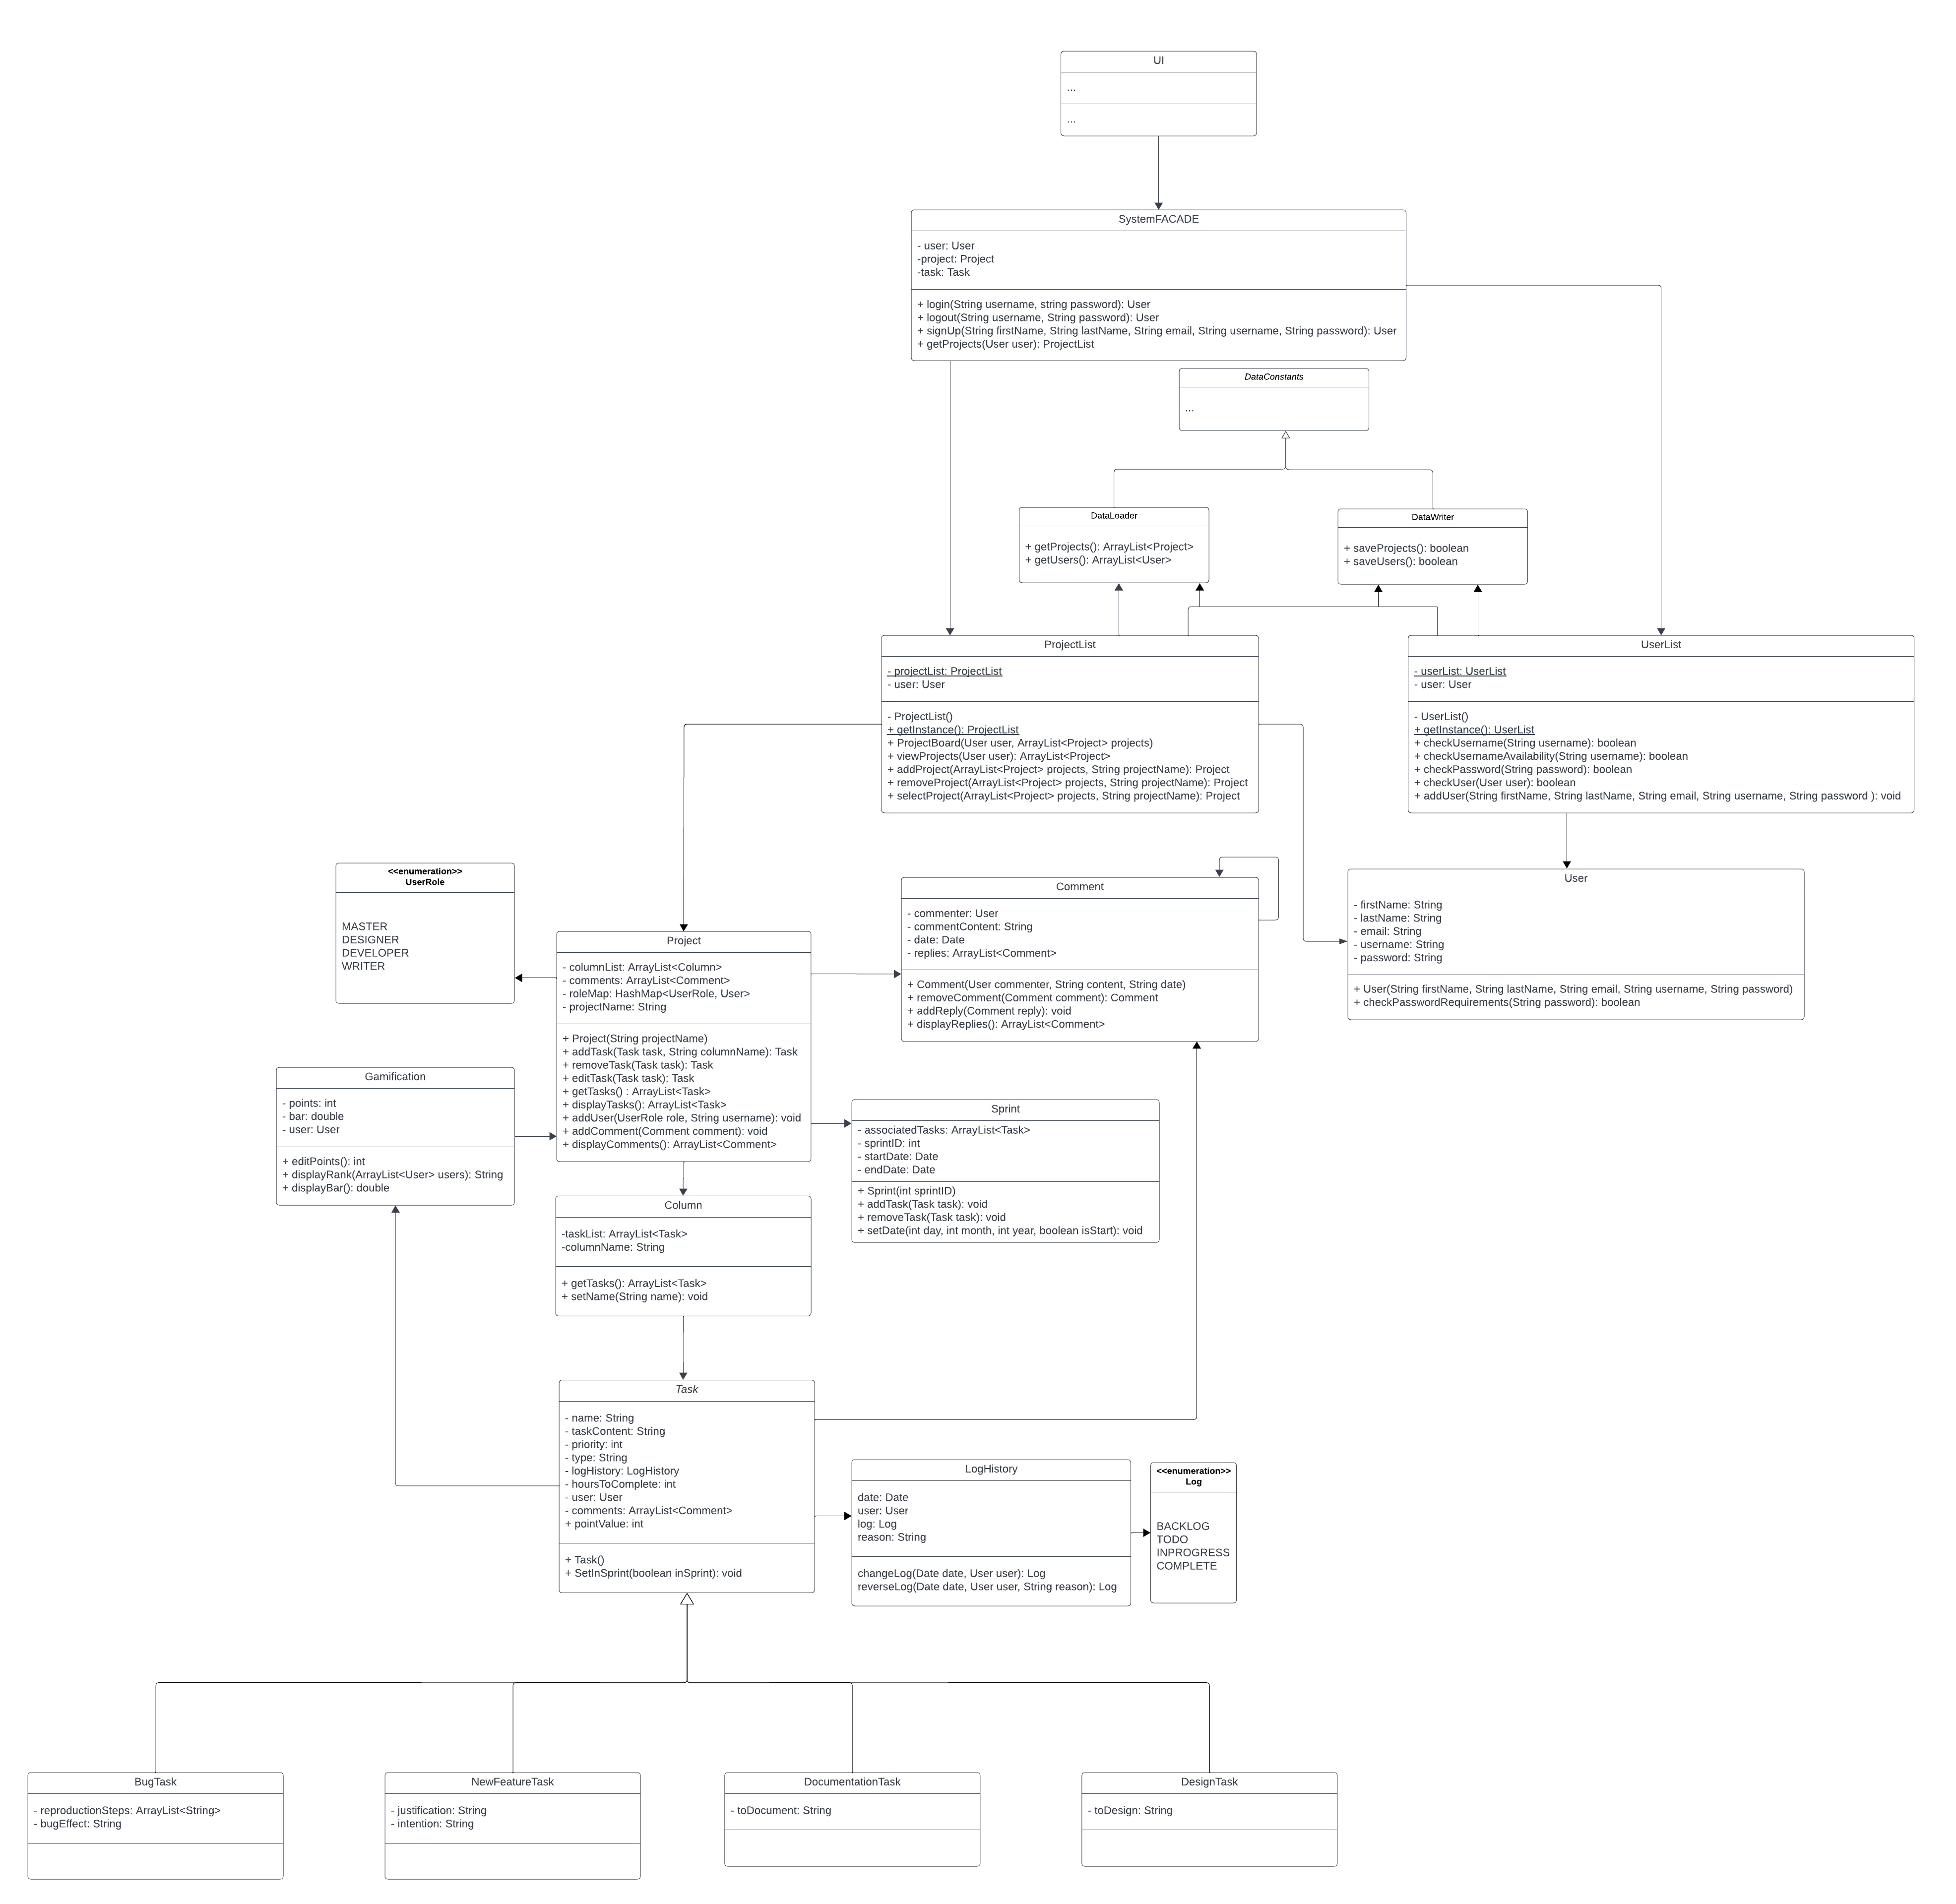 UI
...
...
SystemFACADE
- user: User
-project: Project
-task: Task
+ login(String username, string password): User
+ logout(String username, String password): User
+ signUp(String firstName, String lastName, String email, String username, String password): User
+ getProjects(User user): ProjectList
DataConstants
...
DataLoader
+ getProjects(): ArrayList<Project>
+ getUsers(): ArrayList<User>
DataWriter
+ saveProjects(): boolean
+ saveUsers(): boolean
ProjectList
- projectList: ProjectList
- user: User
- ProjectList()
+ getInstance(): ProjectList
+ ProjectBoard(User user, ArrayList<Project> projects)
+ viewProjects(User user): ArrayList<Project>
+ addProject(ArrayList<Project> projects, String projectName): Project
+ removeProject(ArrayList<Project> projects, String projectName): Project
+ selectProject(ArrayList<Project> projects, String projectName): Project
UserList
- userList: UserList
- user: User
- UserList()
+ getInstance(): UserList
+ checkUsername(String username): boolean
+ checkUsernameAvailability(String username): boolean
+ checkPassword(String password): boolean
+ checkUser(User user): boolean
+ addUser(String firstName, String lastName, String email, String username, String password ): void
<<enumeration>>
UserRole
MASTER
DESIGNER
DEVELOPER
WRITER
Project
- columnList: ArrayList<Column>
- comments: ArrayList<Comment>
- roleMap: HashMap<UserRole, User>
- projectName: String
+ Project(String projectName)
+ addTask(Task task, String columnName): Task
+ removeTask(Task task): Task
+ editTask(Task task): Task
+ getTasks() : ArrayList<Task>
+ displayTasks(): ArrayList<Task>
+ addUser(UserRole role, String username): void
+ addComment(Comment comment): void
+ displayComments(): ArrayList<Comment>
Comment
- commenter: User
- commentContent: String
- date: Date
- replies: ArrayList<Comment>
+ Comment(User commenter, String content, String date)
+ removeComment(Comment comment): Comment
+ addReply(Comment reply): void
+ displayReplies(): ArrayList<Comment>
User
- firstName: String
- lastName: String
- email: String
- username: String
- password: String
+ User(String firstName, String lastName, String email, String username, String password)
+ checkPasswordRequirements(String password): boolean
Gamification
- points: int
- bar: double
- user: User
+ editPoints(): int
+ displayRank(ArrayList<User> users): String
+ displayBar(): double
Sprint
- associatedTasks: ArrayList<Task>
- sprintID: int
- startDate: Date
- endDate: Date
+ Sprint(int sprintID)
+ addTask(Task task): void
+ removeTask(Task task): void
+ setDate(int day, int month, int year, boolean isStart): void
Column
-taskList: ArrayList<Task>
-columnName: String
+ getTasks(): ArrayList<Task>
+ setName(String name): void
Task
- name: String
- taskContent: String
- priority: int
- type: String
- logHistory: LogHistory
- hoursToComplete: int
- user: User
- comments: ArrayList<Comment>
+ pointValue: int
+ Task()
+ SetInSprint(boolean inSprint): void
LogHistory
date: Date
user: User
log: Log
reason: String
changeLog(Date date, User user): Log
reverseLog(Date date, User user, String reason): Log
<<enumeration>>
Log
BACKLOG
TODO
INPROGRESS
COMPLETE
BugTask
- reproductionSteps: ArrayList<String>
- bugEffect: String
NewFeatureTask
- justification: String
- intention: String
DocumentationTask
- toDocument: String
DesignTask
- toDesign: String